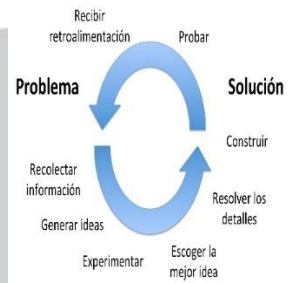 Recibir
retroalimentación
Probar
Problema
Solución
Construir
Recolectar
información
Resolver los
detalles
Generar ideas
Escoger la
mejor idea
Experimentar